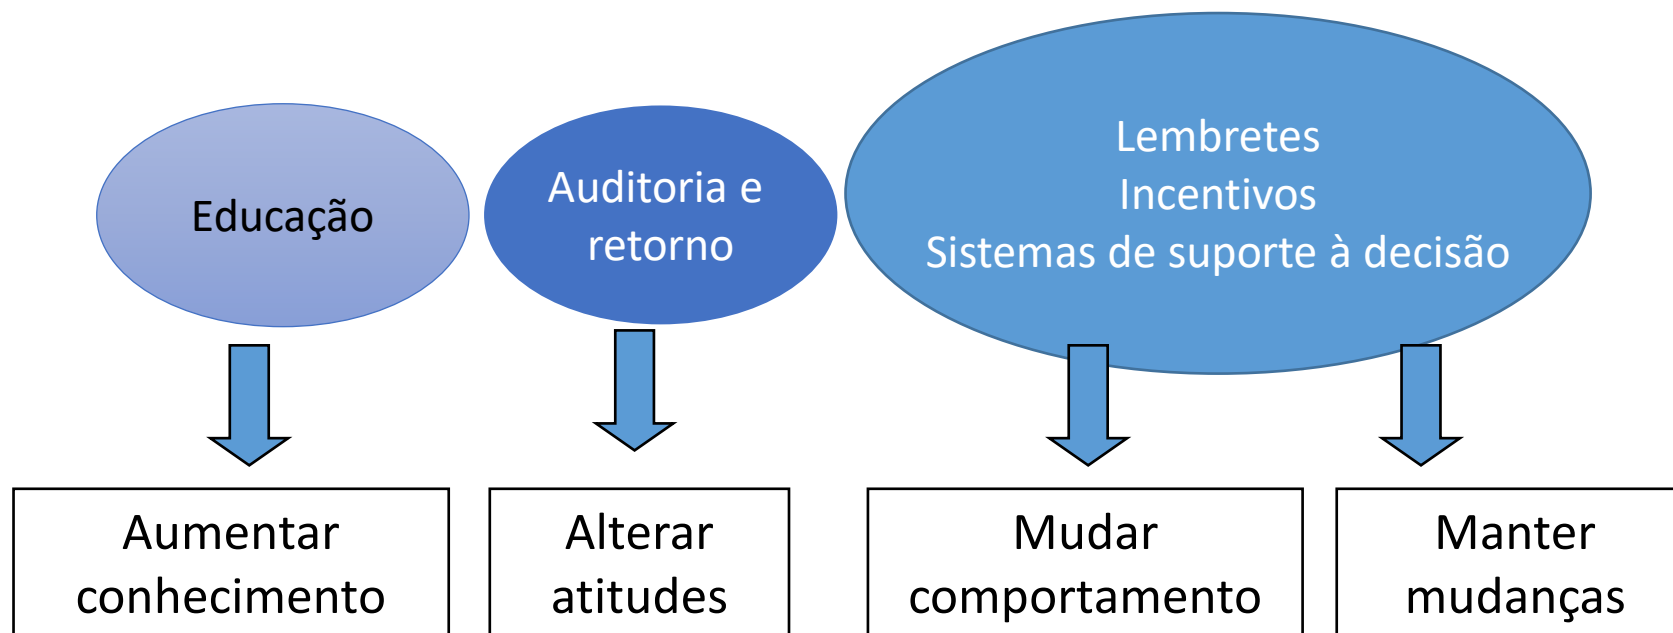 Educação
Auditoria e
retorno
Lembretes
Incentivos
Sistemas de suporte à decisão
Aumentar
conhecimento
Alterar
atitudes
Mudar
comportamento
Manter
mudanças